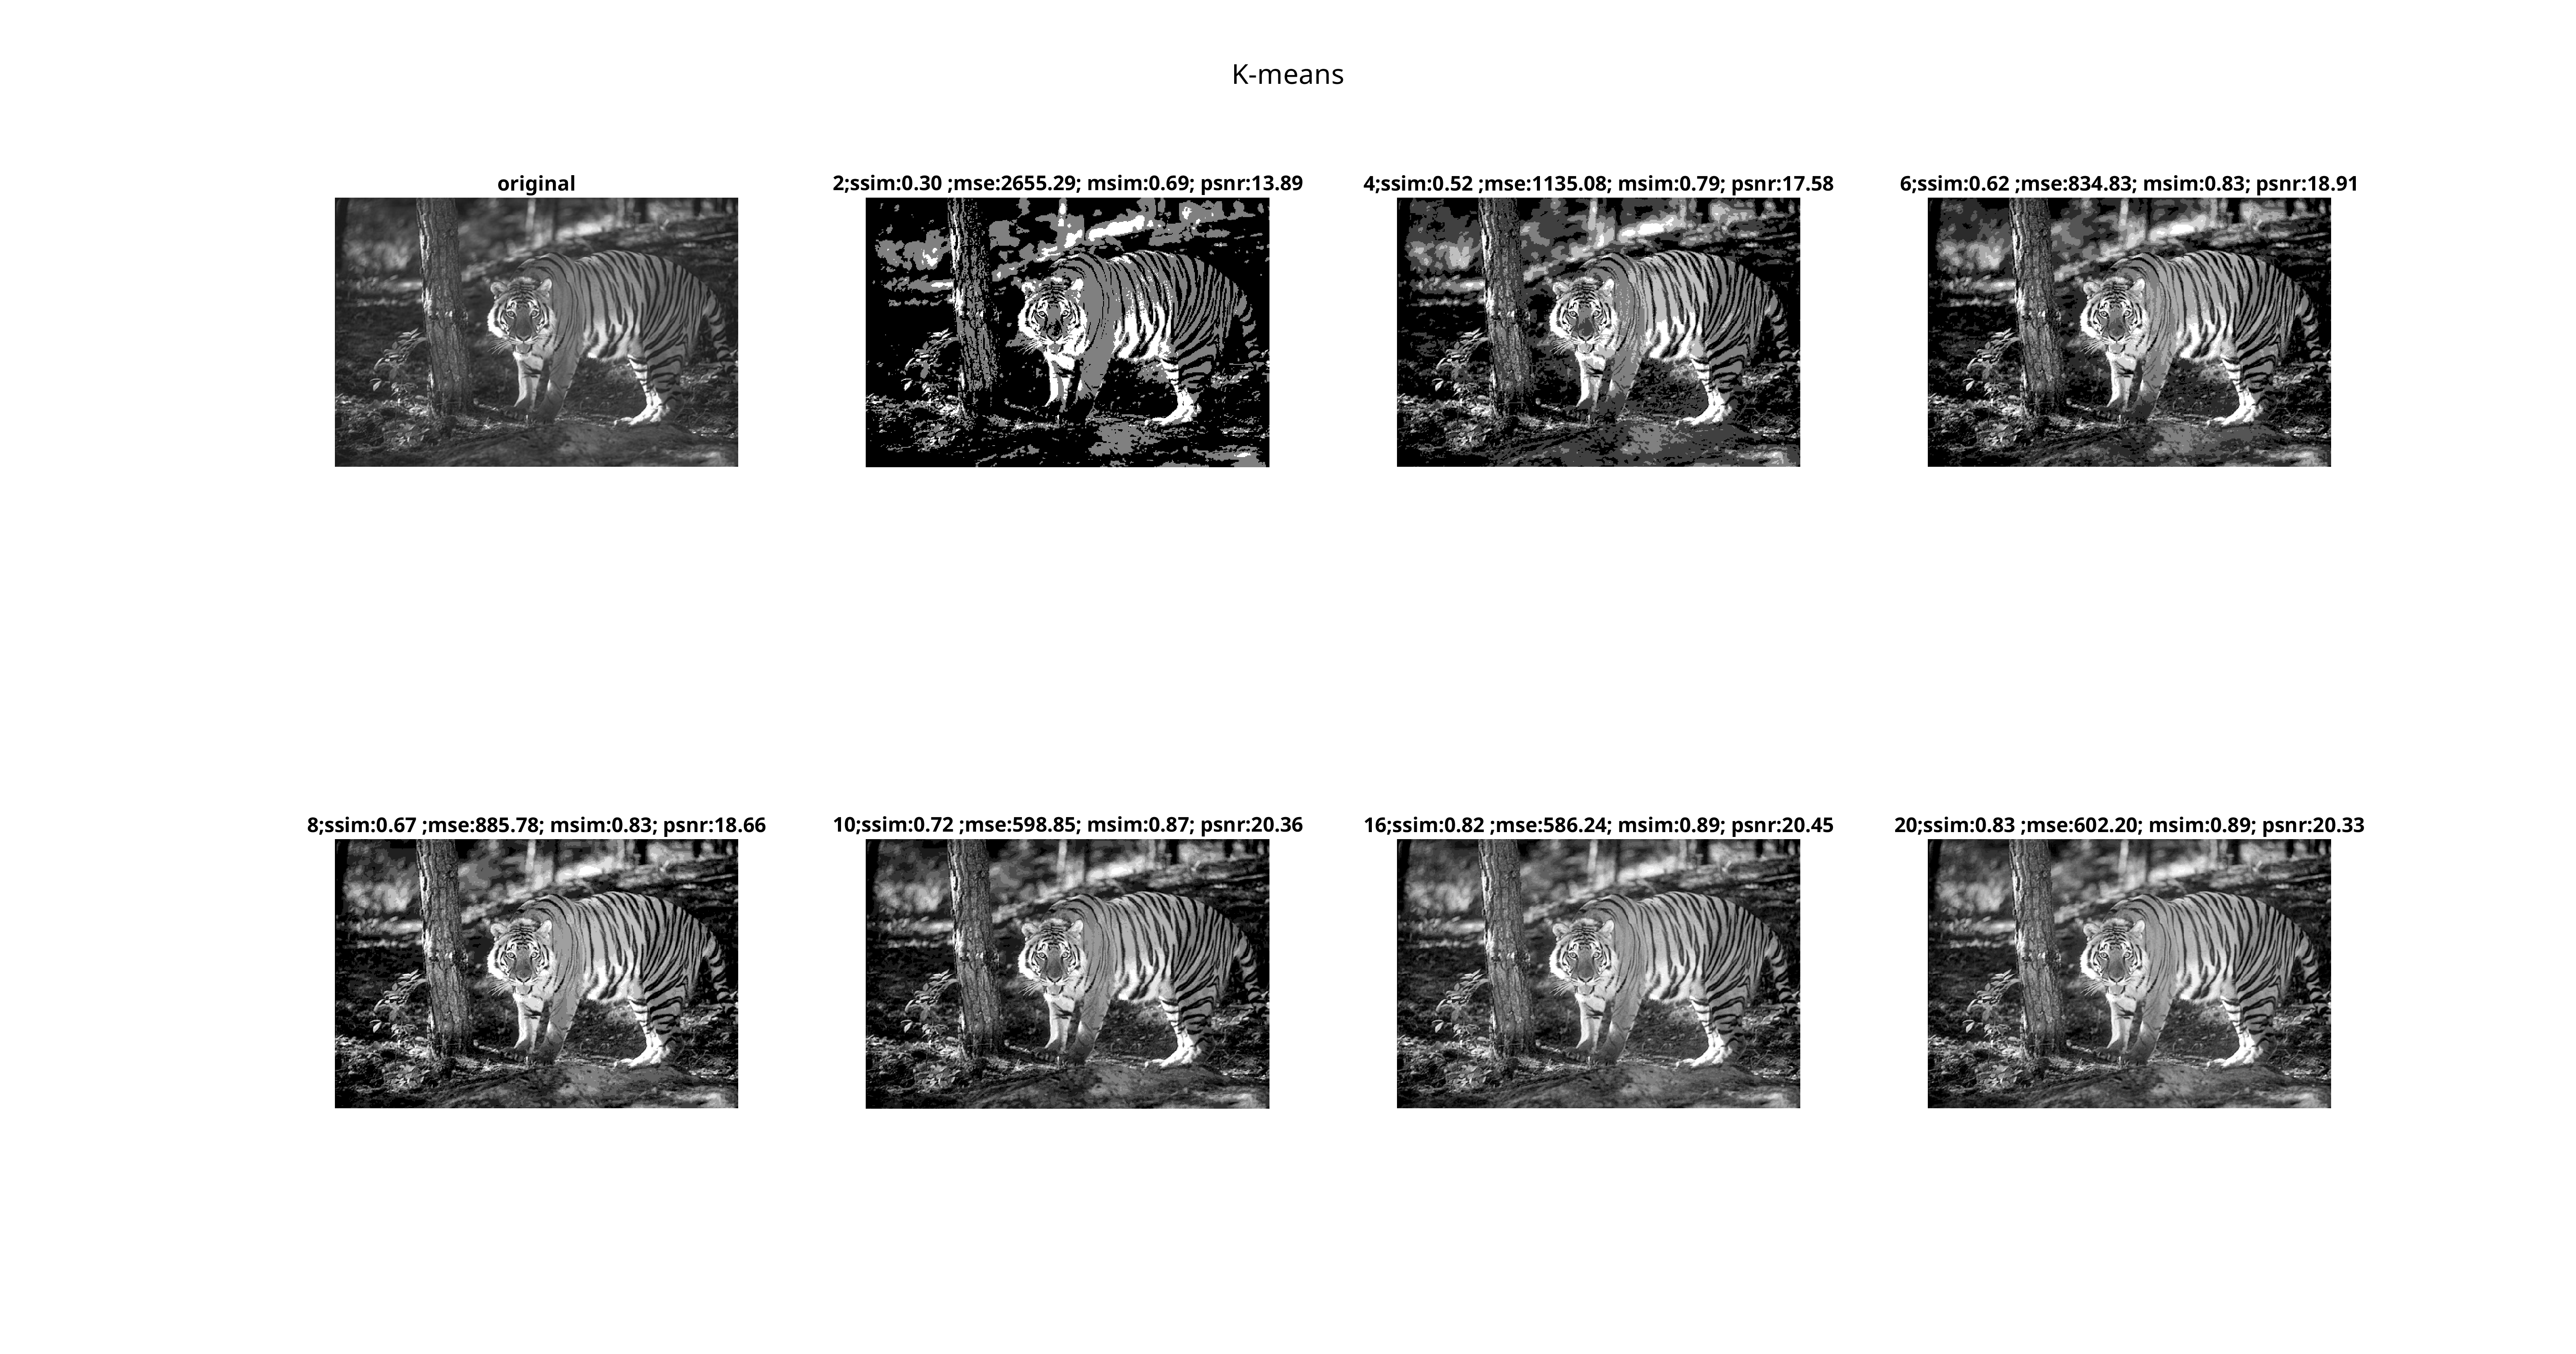 K-means
original
2;ssim:0.30 ;mse:2655.29; msim:0.69; psnr:13.89
4;ssim:0.52 ;mse:1135.08; msim:0.79; psnr:17.58
6;ssim:0.62 ;mse:834.83; msim:0.83; psnr:18.91
8;ssim:0.67 ;mse:885.78; msim:0.83; psnr:18.66
10;ssim:0.72 ;mse:598.85; msim:0.87; psnr:20.36
16;ssim:0.82 ;mse:586.24; msim:0.89; psnr:20.45
20;ssim:0.83 ;mse:602.20; msim:0.89; psnr:20.33